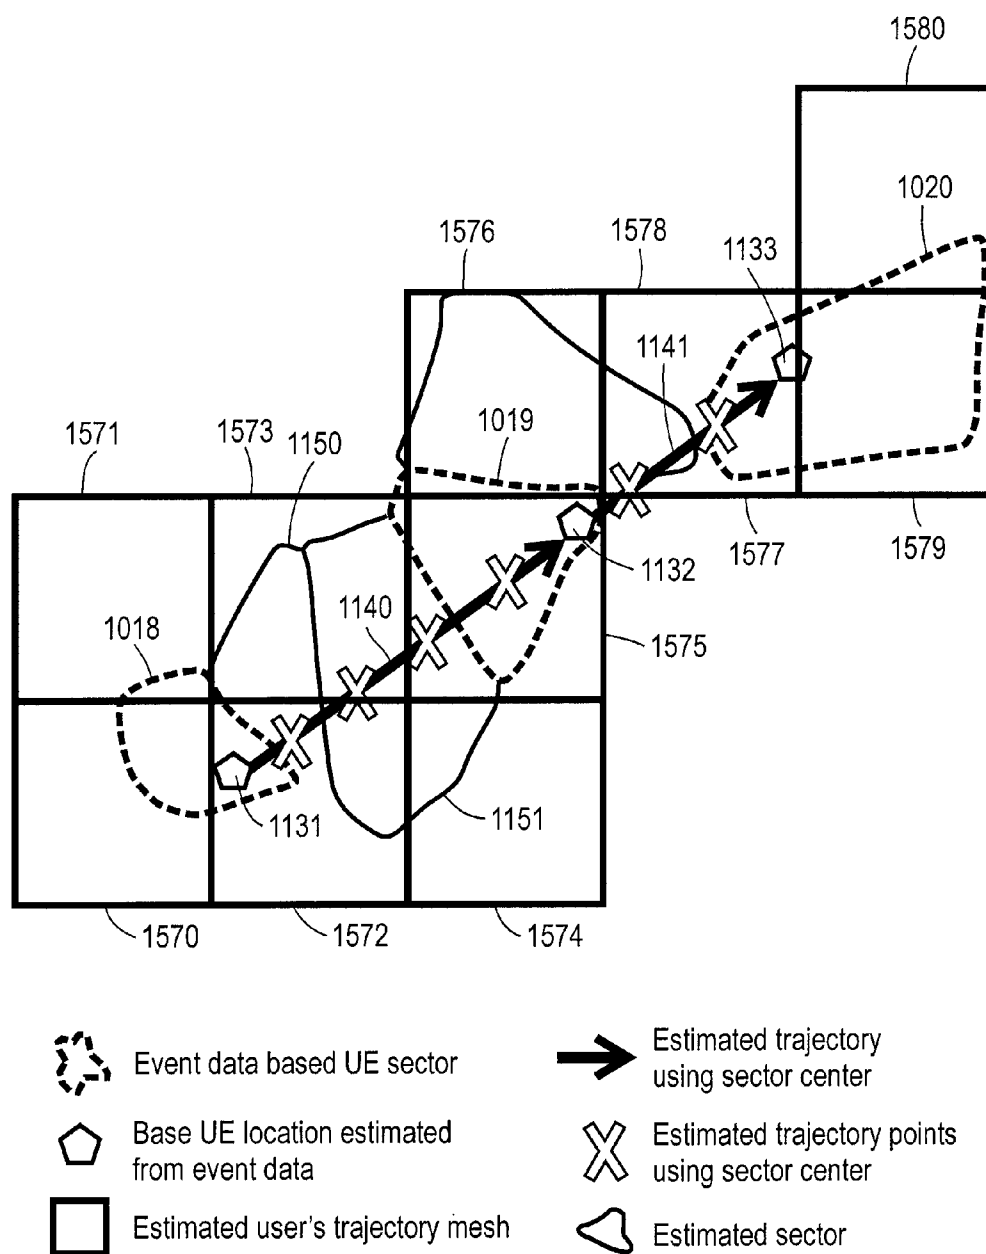 1580
1020
1576
1578
1133
1141
1571
1573
1150
1019
1577
1579
1132
1018
1140
1575
1131
1151
1570
1572
1574
Event data based UE sector
Estimated trajectory
using sector center
Base UE location estimated
from event data
Estimated trajectory points
using sector center
Estimated user's trajectory mesh
Estimated sector